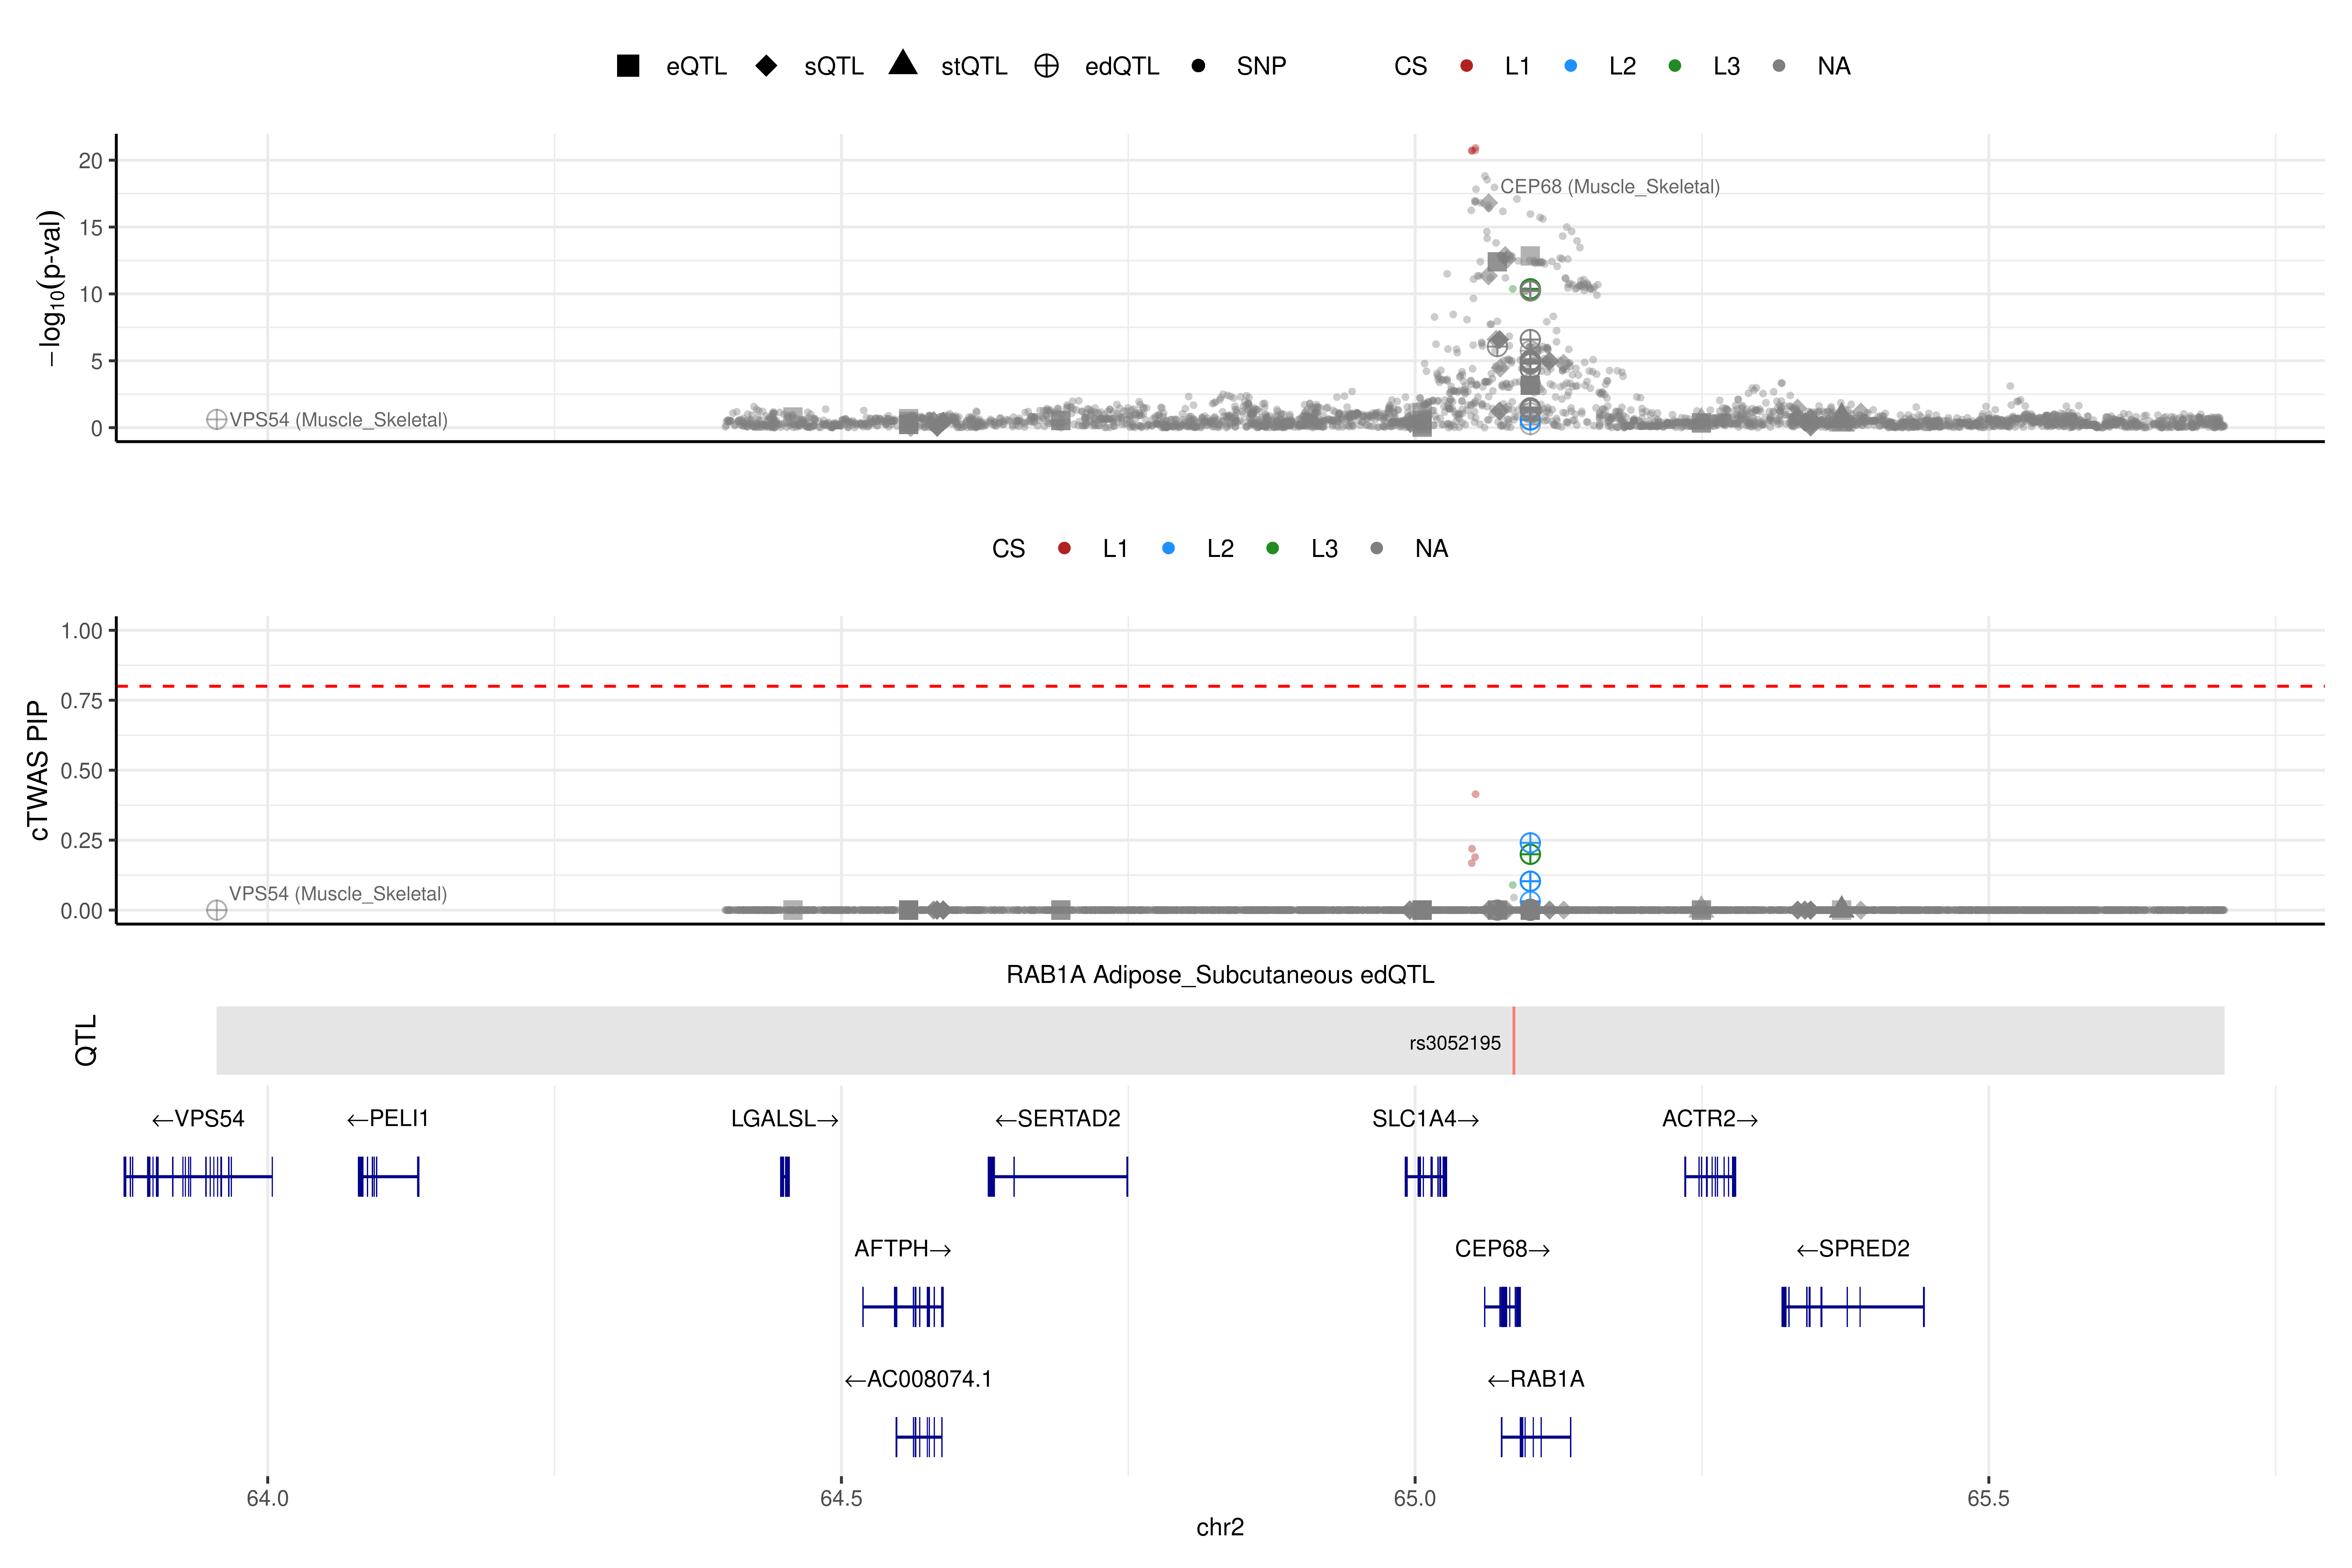 eQTL sQTL stQTL edQTL SNP CS L1 L2 L3 NA
−log10(p-val)
20
15
10
5
0
CEP68 (Muscle_Skeletal)
VPS54 (Muscle_Skeletal)
CS L1 L2 L3 NA
cTWAS PIP
1.00
0.75
0.50
0.25
0.00
VPS54 (Muscle_Skeletal)
RAB1A Adipose_Subcutaneous edQTL
QTL
rs3052195
←VPS54 ←PELI1 LGALSL→ ←SERTAD2 SLC1A4→ ACTR2→
AFTPH→ CEP68→ ←SPRED2
←AC008074.1 ←RAB1A
64.0 64.5 65.0 65.5
chr2